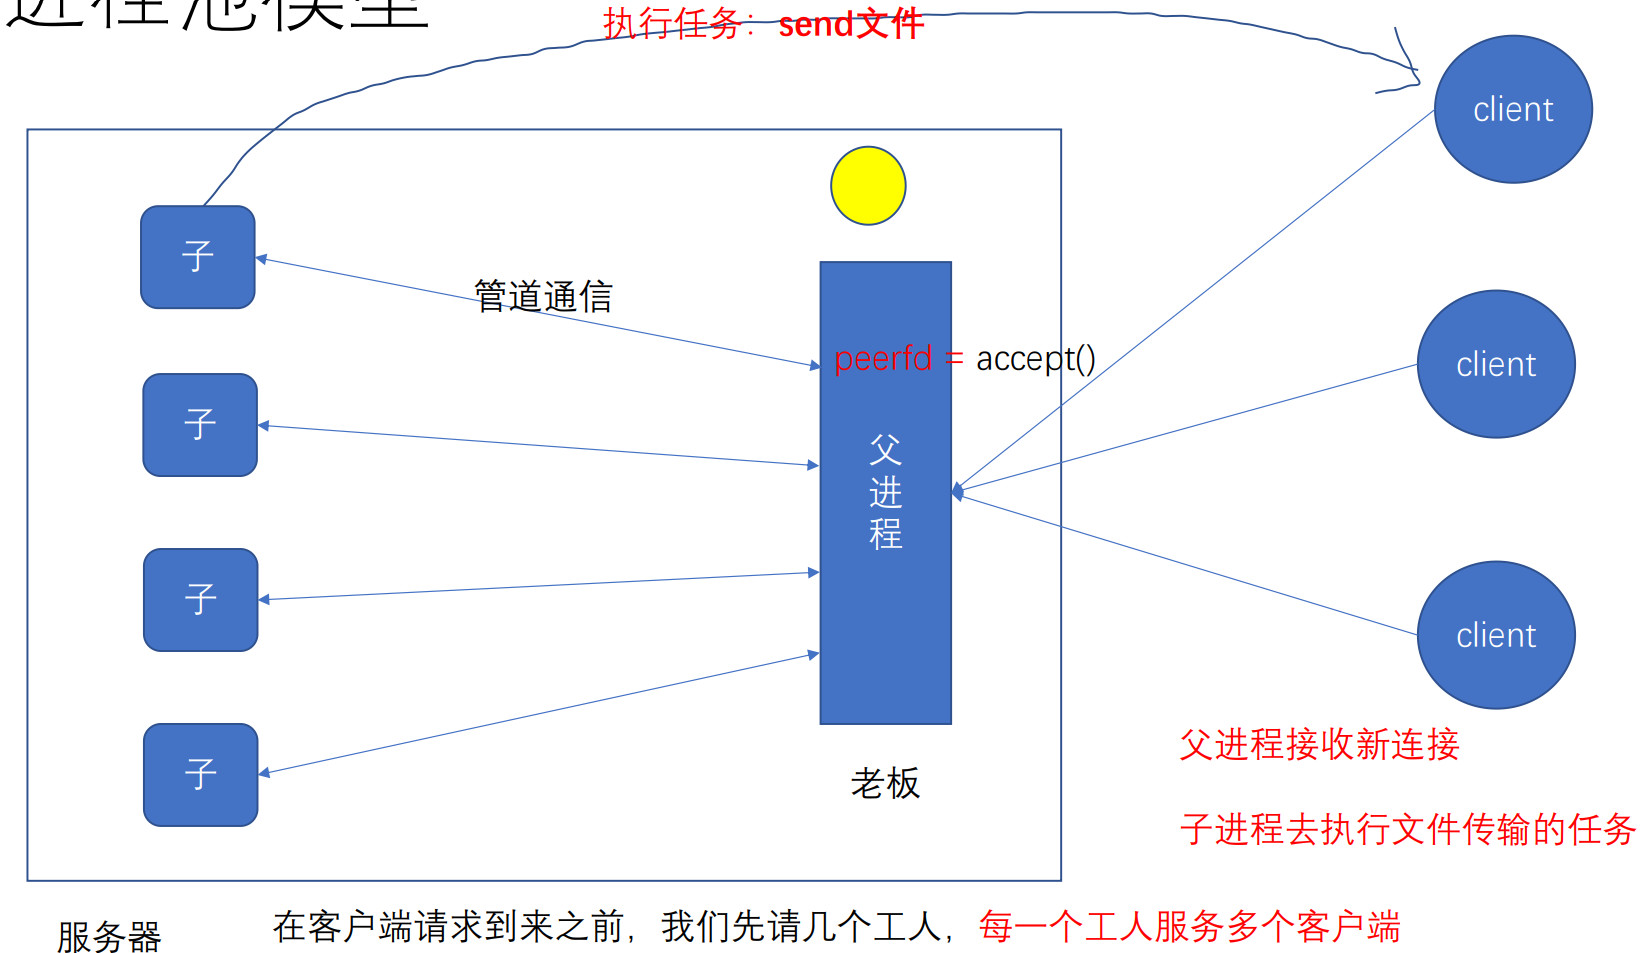 进程池模型
执行任务：send文件
client
子
管道通信
peerfd = accept()
client
子
父进程
子
client
子
老板
父进程接收新连接
子进程去执行文件传输的任务
服务器
在客户端请求到来之前，我们先请几个工人，每一个工人服务多个客户端